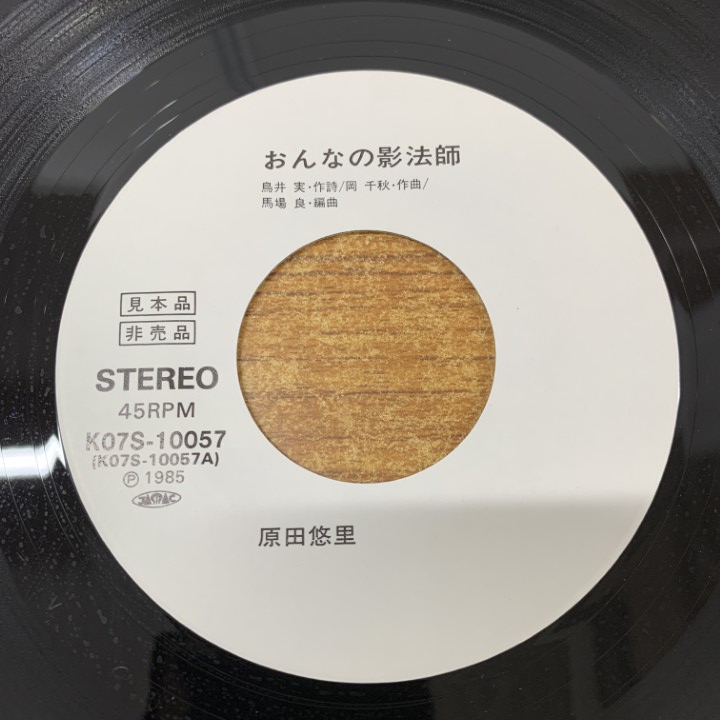 おんなの影法師
鳥井 実・作詩/岡 千秋・作曲/
馬場 良・編曲
見本品
非売品
STEREO
45RPM
K07S-10057
(K07S-10057A)
Ⓟ 1985
JASRAC
原田悠里